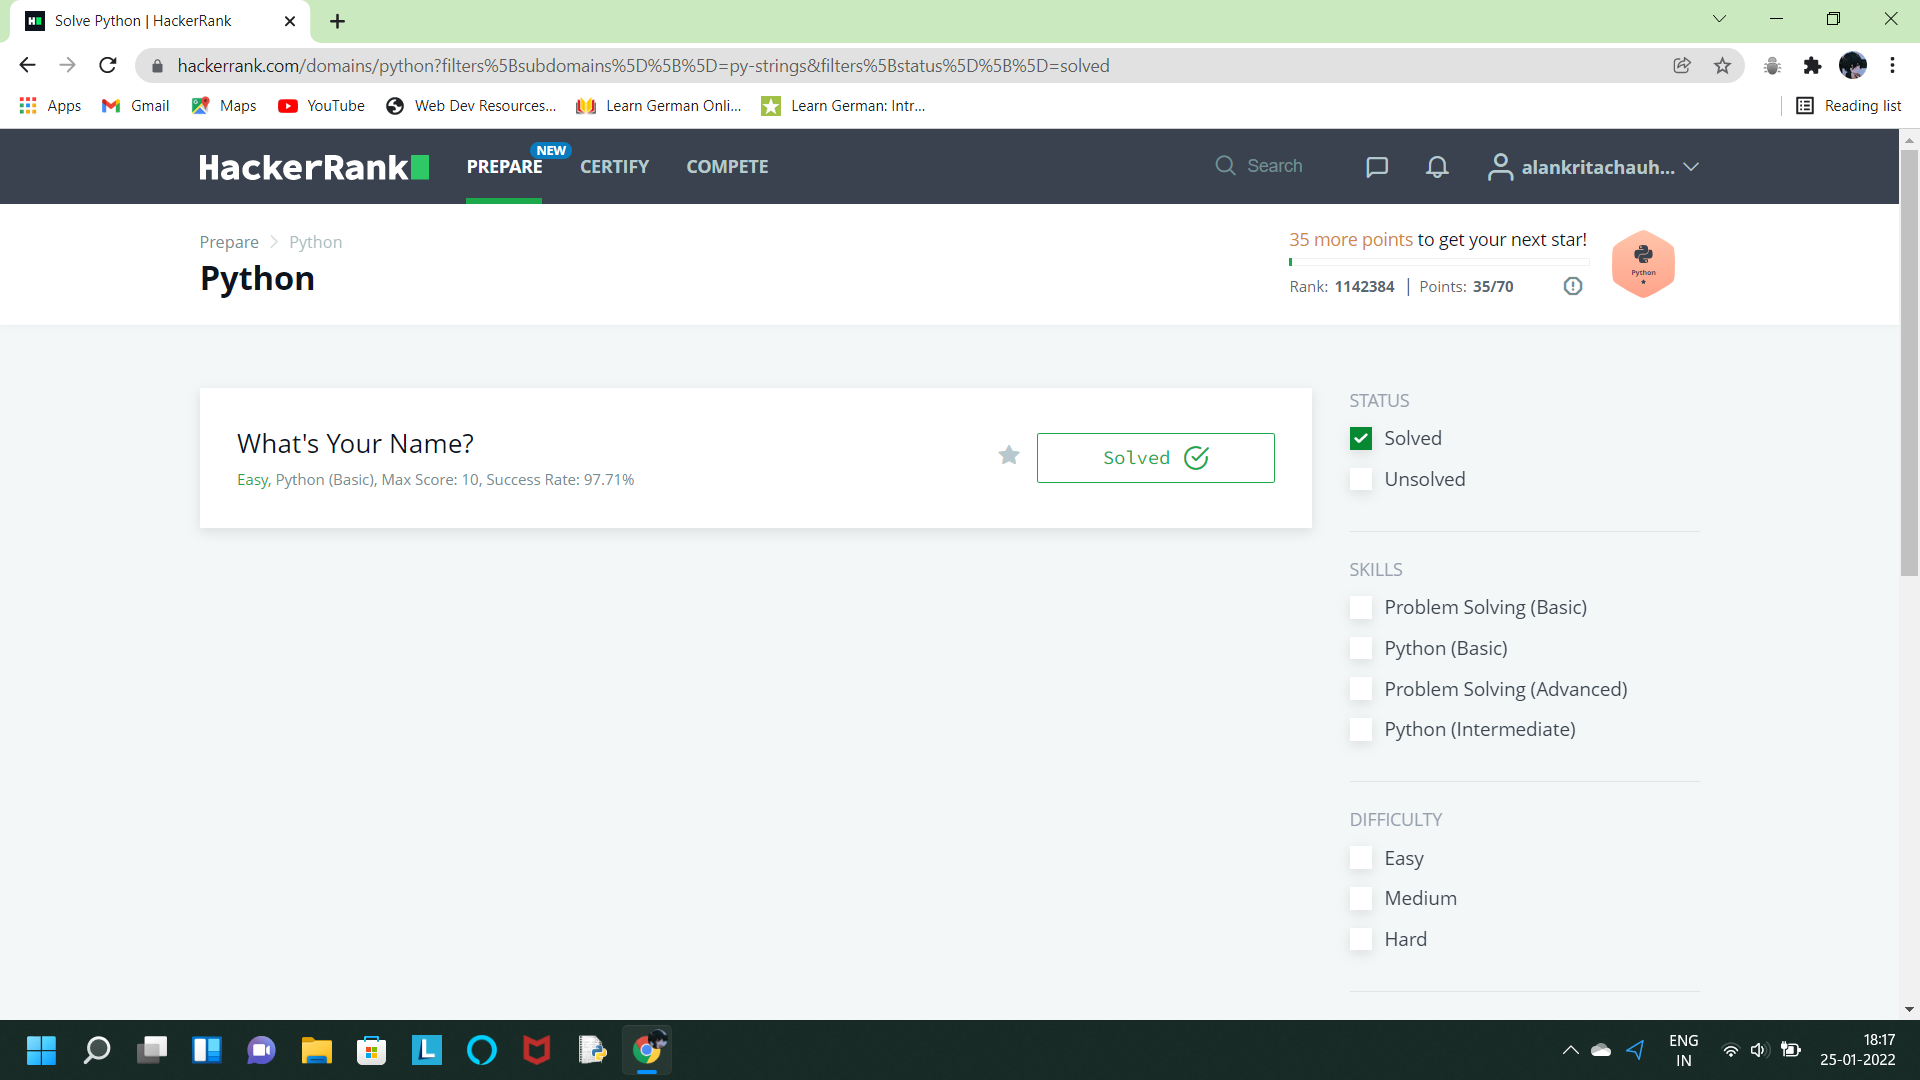 Solve Python | HackerRank
hackerrank.com/domains/python?filters%5Bsubdomains%5D%5B%5D=py-strings&filters%5Bstatus%5D%5B%5D=solved
Apps Gmail Maps YouTube Web Dev Resources... Learn German Onli... Learn German: Intr... Reading list
HackerRank PREPARE NEW CERTIFY COMPETE Search alankritachauh...
Prepare Python
Python
35 more points to get your next star!
Rank: 1142384 | Points: 35/70
Python
What's Your Name?
Easy, Python (Basic), Max Score: 10, Success Rate: 97.71%
Solved
STATUS
Solved
Unsolved
SKILLS
Problem Solving (Basic)
Python (Basic)
Problem Solving (Advanced)
Python (Intermediate)
DIFFICULTY
Easy
Medium
Hard
ENG
IN
18:17
25-01-2022